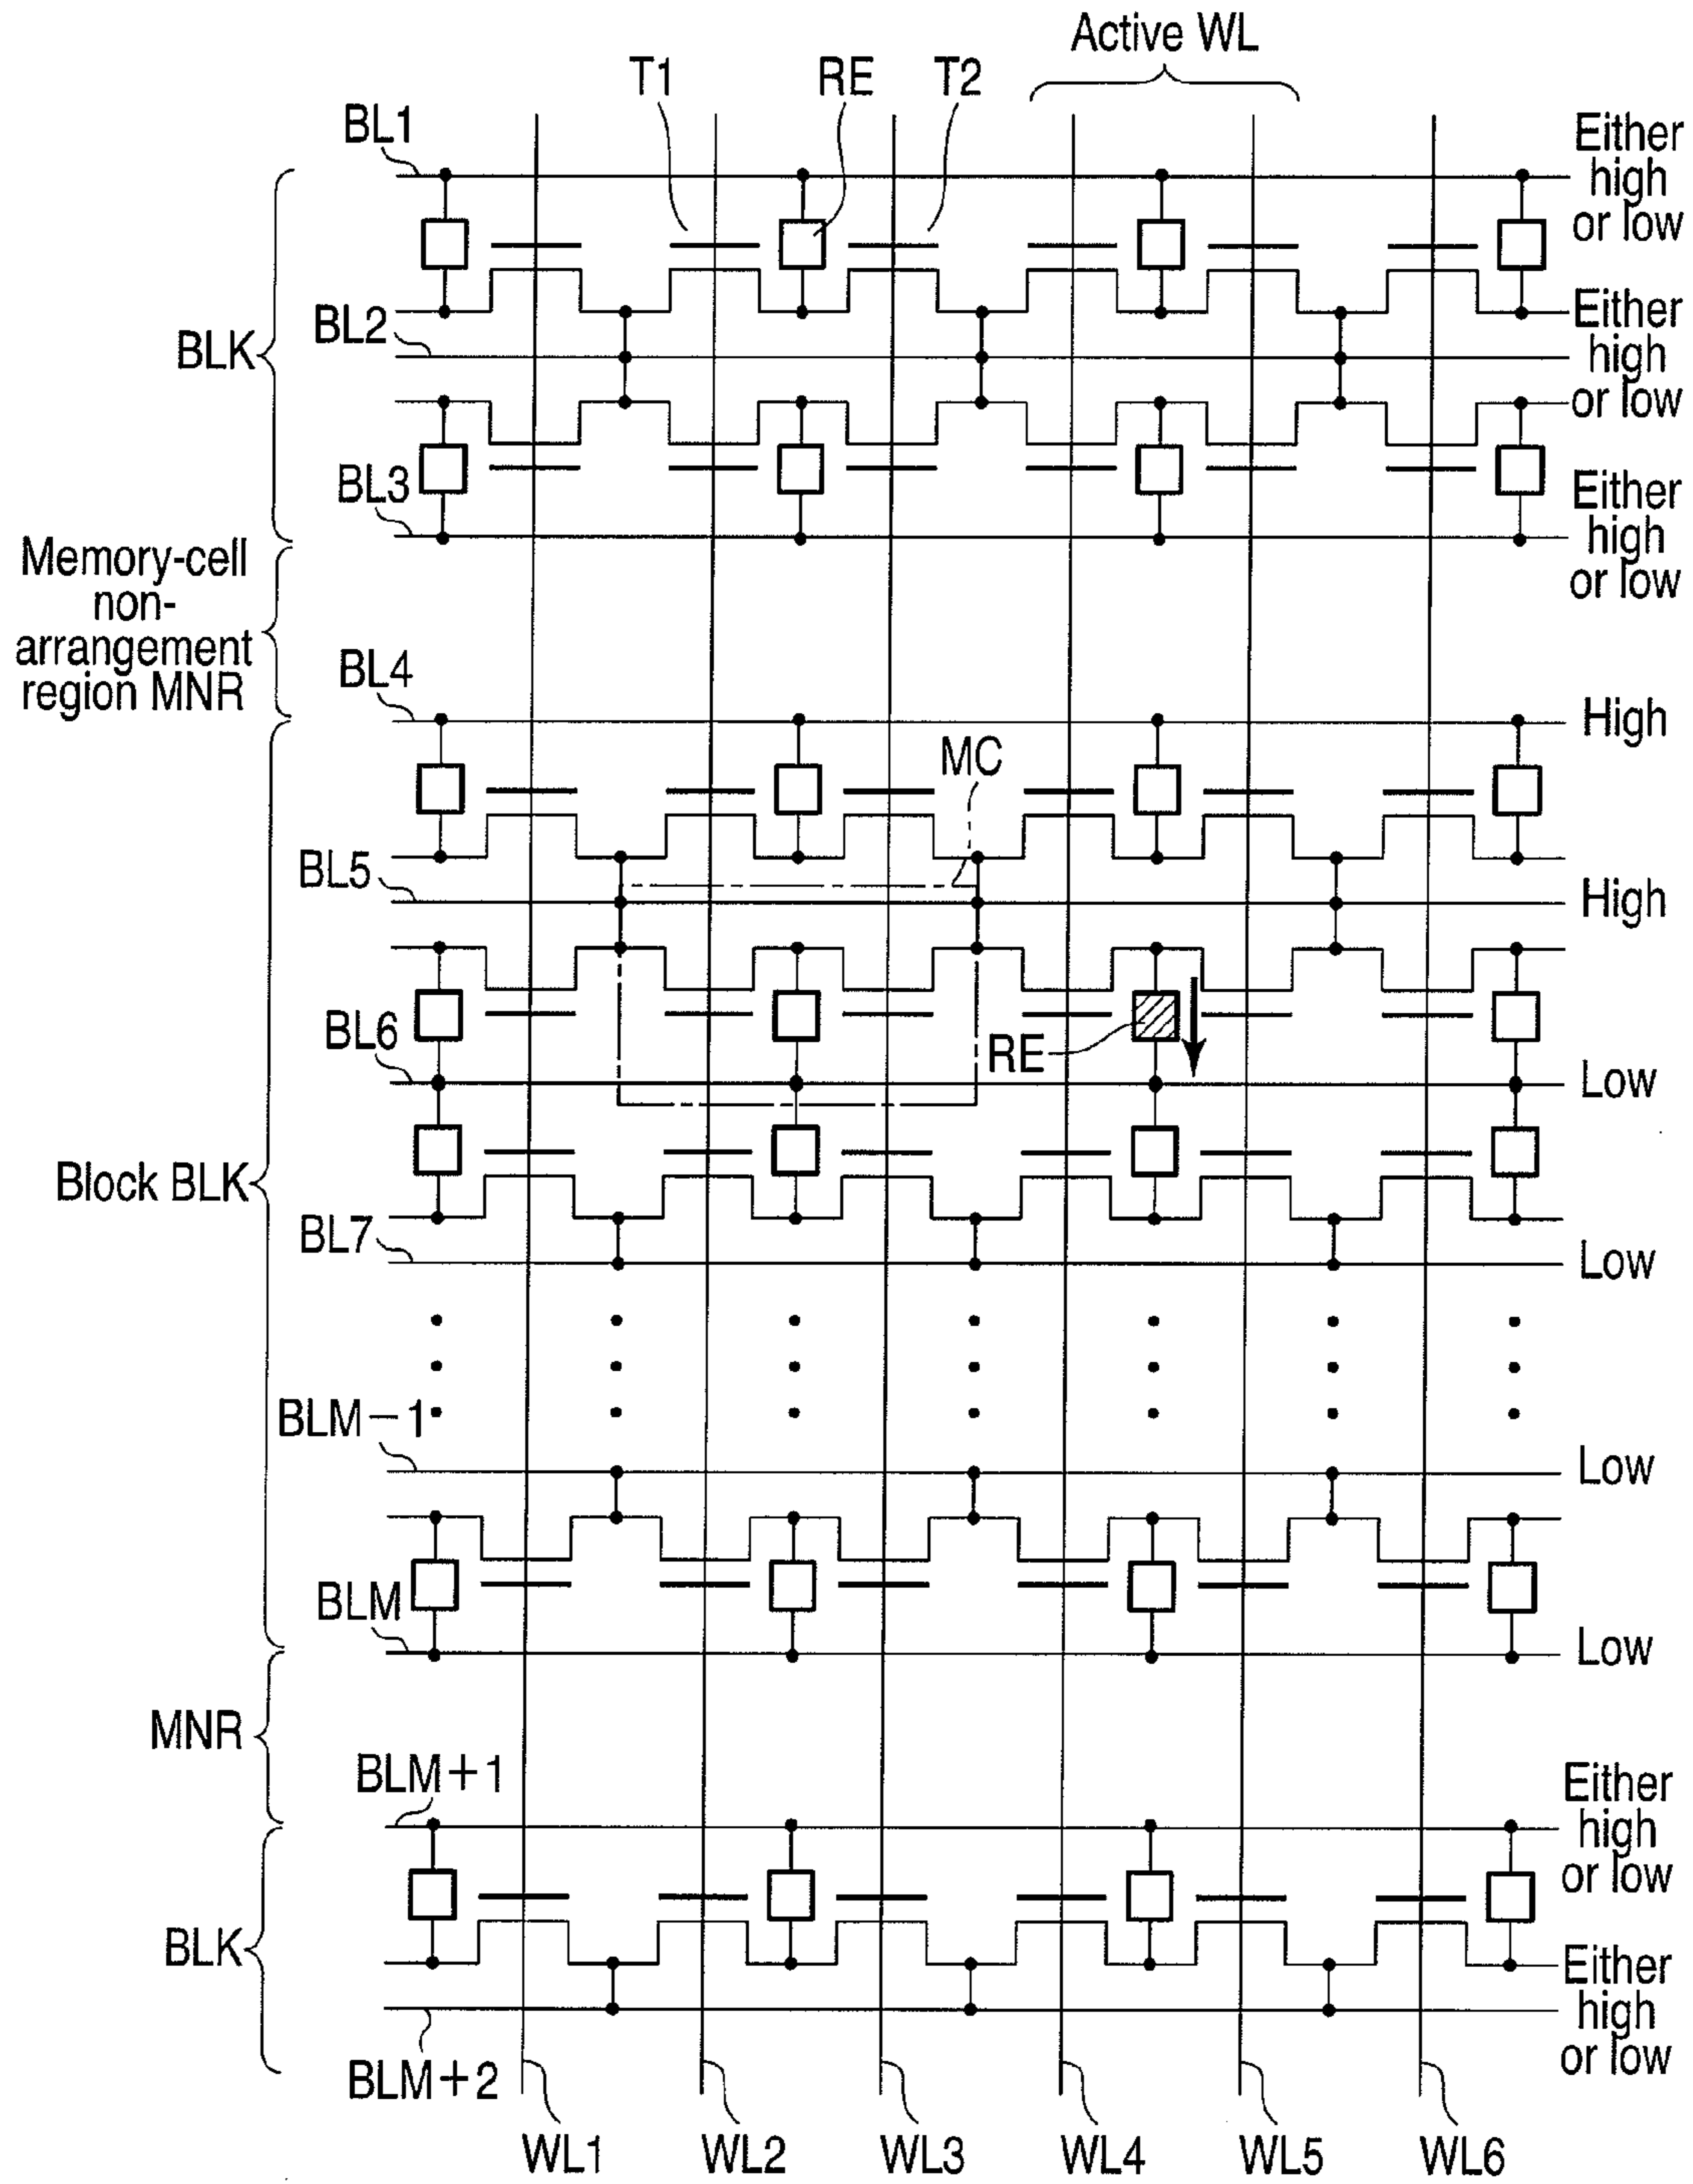 Active WL
T1
RE
T2
BL1
Either
high
or low
BL2
Either
high
or low
BLK
BL3
Either
high
or low
Memory-cell
non-
arrangement
region MNR
BL4
High
MC
BL5
High
BL6
RE
Low
Block BLK
BL7
Low
BLM-1
Low
BLM
Low
MNR
BLM+1
Either
high
or low
BLK
Either
high
or low
BLM+2
WL1
WL2
WL3
WL4
WL5
WL6